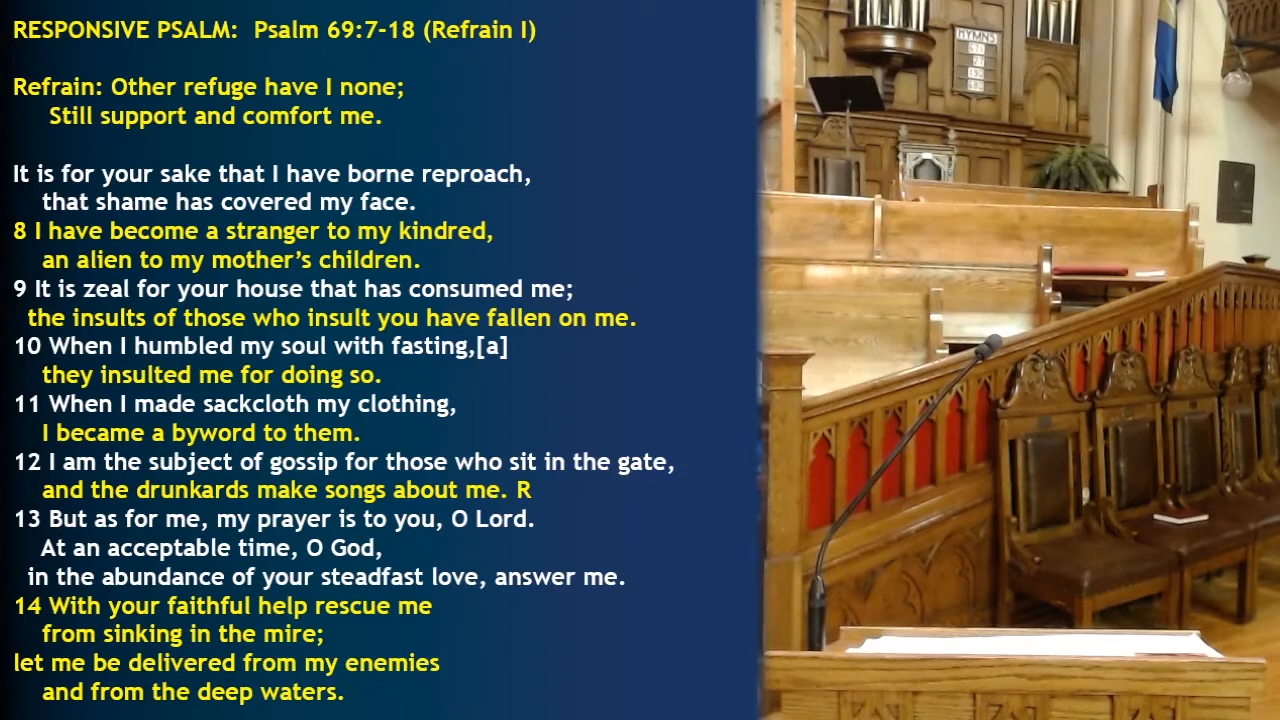 RESPONSIVE PSALM: Psalm 69:7-18 (Refrain I)
Refrain: Other refuge have I none;
Still support and comfort me.
It is for your sake that I have borne reproach,
that shame has covered my face.
8 I have become a stranger to my kindred,
an alien to my mother’s children.
9 It is zeal for your house that has consumed me;
the insults of those who insult you have fallen on me.
10 When I humbled my soul with fasting,[a]
they insulted me for doing so.
11 When I made sackcloth my clothing,
I became a byword to them.
12 I am the subject of gossip for those who sit in the gate,
and the drunkards make songs about me. R
13 But as for me, my prayer is to you, O Lord.
At an acceptable time, O God,
in the abundance of your steadfast love, answer me.
14 With your faithful help rescue me
from sinking in the mire;
let me be delivered from my enemies
and from the deep waters.
HYMNS
671
27